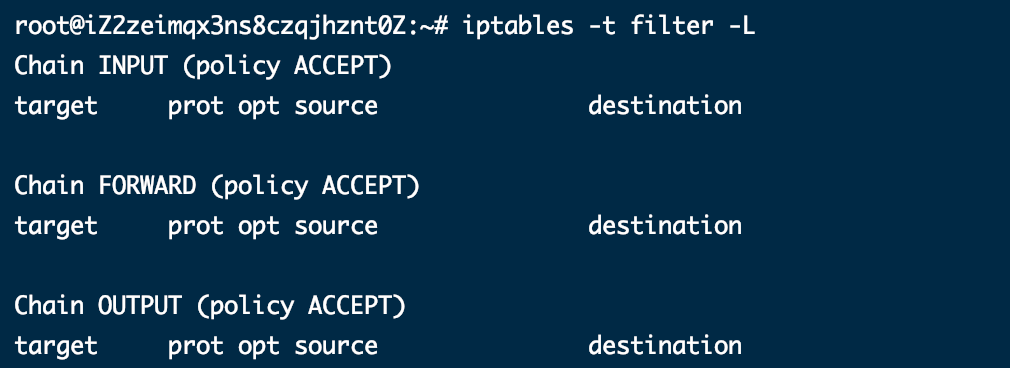 root@iZ2zeimqx3ns8czqjhznt0Z:~# iptables -t filter -L
Chain INPUT (policy ACCEPT)
target     prot opt source               destination

Chain FORWARD (policy ACCEPT)
target     prot opt source               destination

Chain OUTPUT (policy ACCEPT)
target     prot opt source               destination